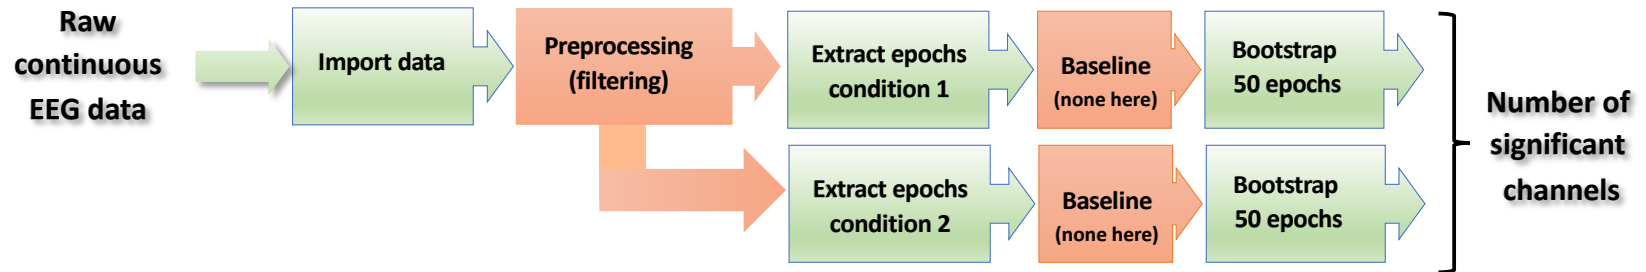 Raw
continuous
EEG data
Import data
Preprocessing
(filtering)
Extract epochs
condition 1
Baseline
(none here)
Bootstrap
50 epochs
Extract epochs
condition 2
Baseline
(none here)
Bootstrap
50 epochs
Number of
significant
channels